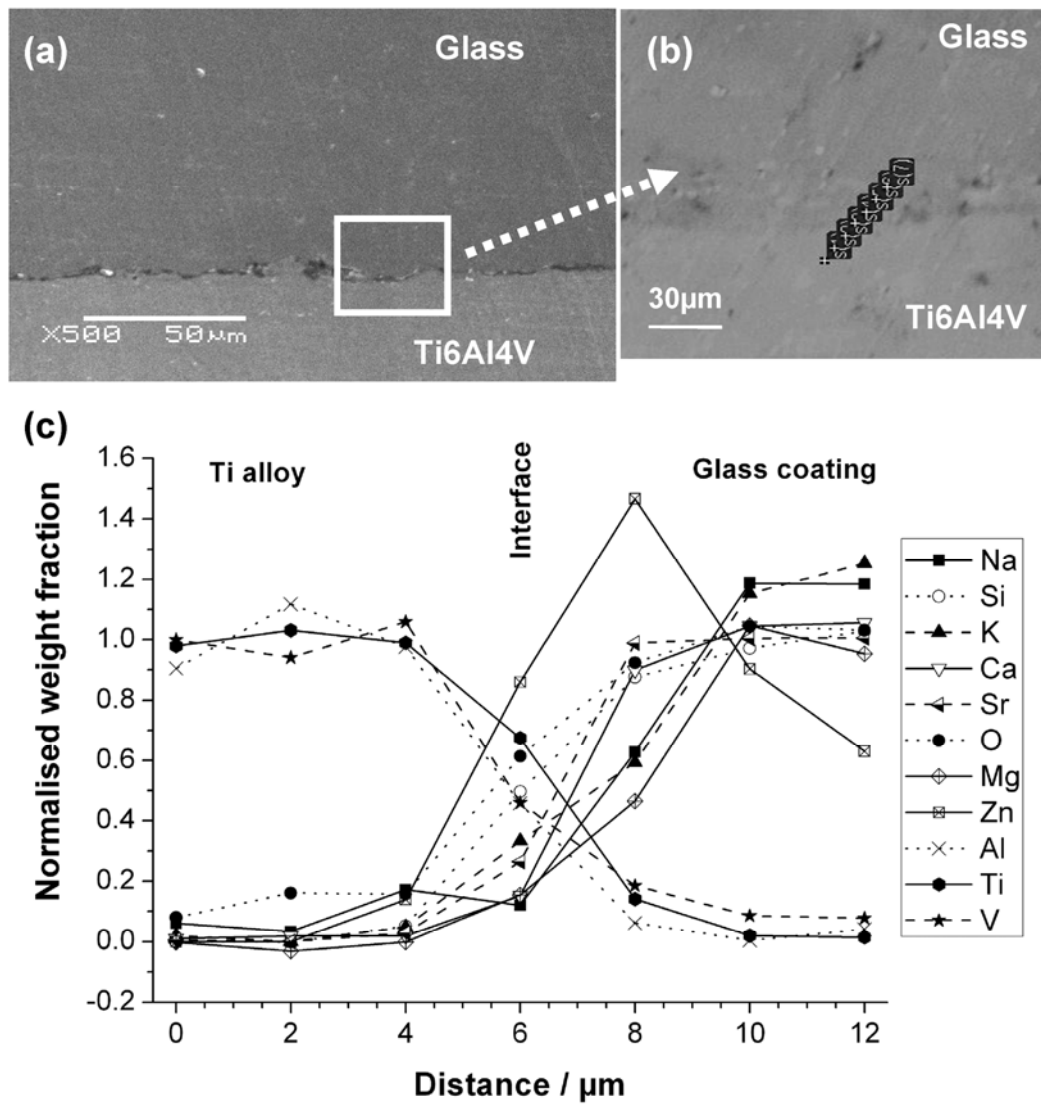 (a)
Glass
X500 50μm
Ti6Al4V
(b)
Glass
30μm
Ti6Al4V
(c)
Ti alloy
Interface
Glass coating
Normalised weight fraction
1.6
1.4
1.2
1.0
0.8
0.6
0.4
0.2
0.0
-0.2
0 2 4 6 8 10 12
Distance / μm
Na
Si
K
Ca
Sr
O
Mg
Zn
Al
Ti
V